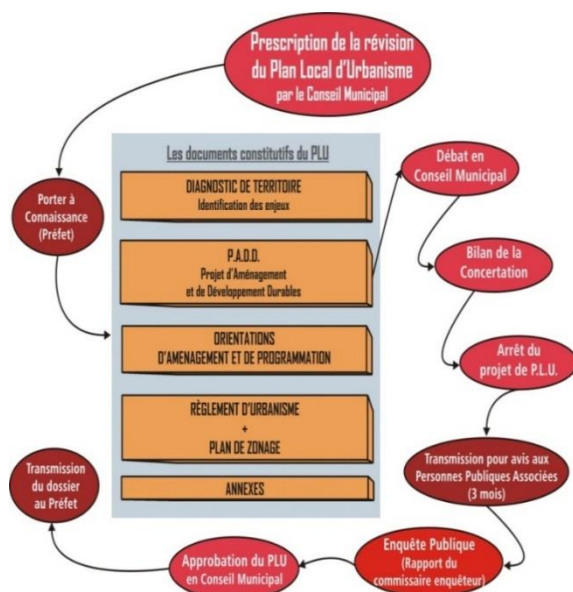 Prescription de la révision
du Plan Local d'Urbanisme
par le Conseil Municipal
Porter à
Connaissance
(Préfet)
Les documents constitutifs du PLU
DIAGNOSTIC DE TERRITOIRE
Identification des enjeux
P.A.D.D.
Projet d'Aménagement
et de Développement Durables
ORIENTATIONS
D'AMENAGEMENT ET DE PROGRAMMATION
RÈGLEMENT D'URBANISME
+
PLAN DE ZONAGE
ANNEXES
Débat en
Conseil Municipal
Bilan de la
Concertation
Arrêt du
projet de P.L.U.
Transmission pour avis aux
Personnes Publiques Associées
(3 mois)
Enquête Publique
(Rapport du
commissaire enquêteur)
Approbation du PLU
en Conseil Municipal
Transmission
du dossier
au Préfet